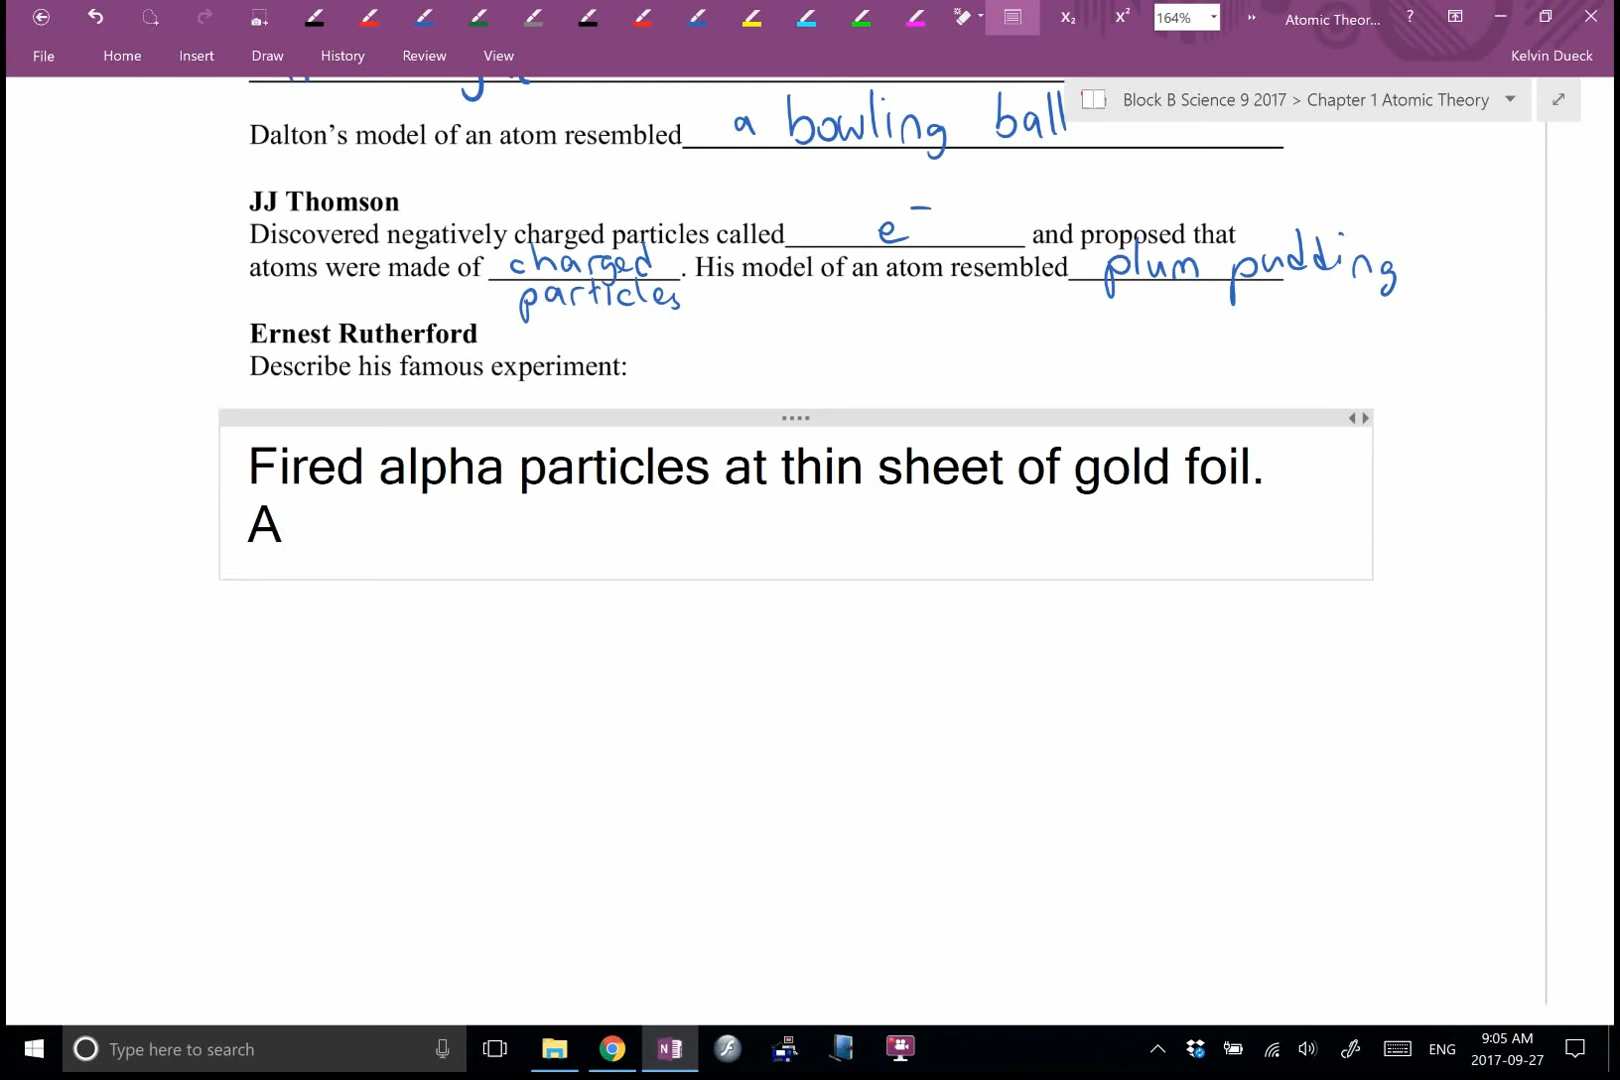 X₂ X² 164% Atomic Theor... ?
File Home Insert Draw History Review View Kelvin Dueck
Block B Science 9 2017 > Chapter 1 Atomic Theory
Dalton’s model of an atom resembled a bowling ball
JJ Thomson
Discovered negatively charged particles called e⁻ and proposed that
atoms were made of charged particles. His model of an atom resembled plum pudding
Ernest Rutherford
Describe his famous experiment:
Fired alpha particles at thin sheet of gold foil.
A
Type here to search
ENG
9:05 AM
2017-09-27